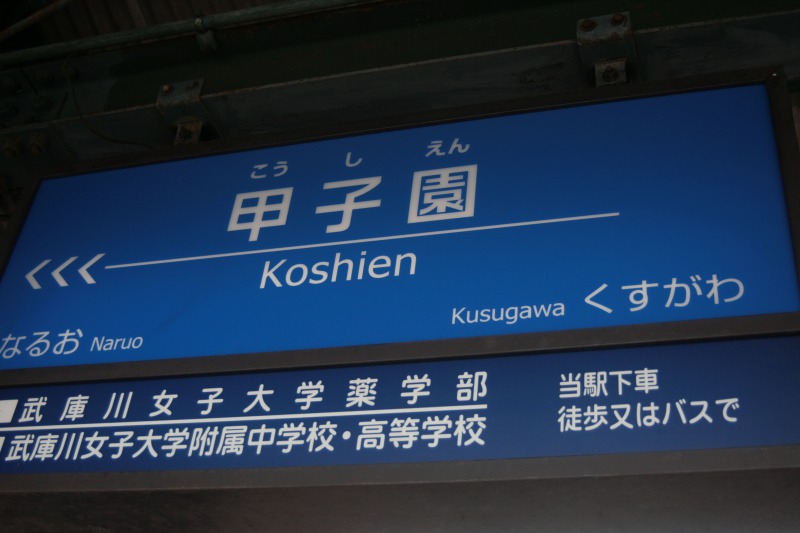 こうしえん
甲子園
<<<
Koshien
なるお Naruo
Kusugawa くすがわ
■武庫川女子大学薬学部
■武庫川女子大学附属中学校・高等学校
当駅下車
徒歩又はバスで